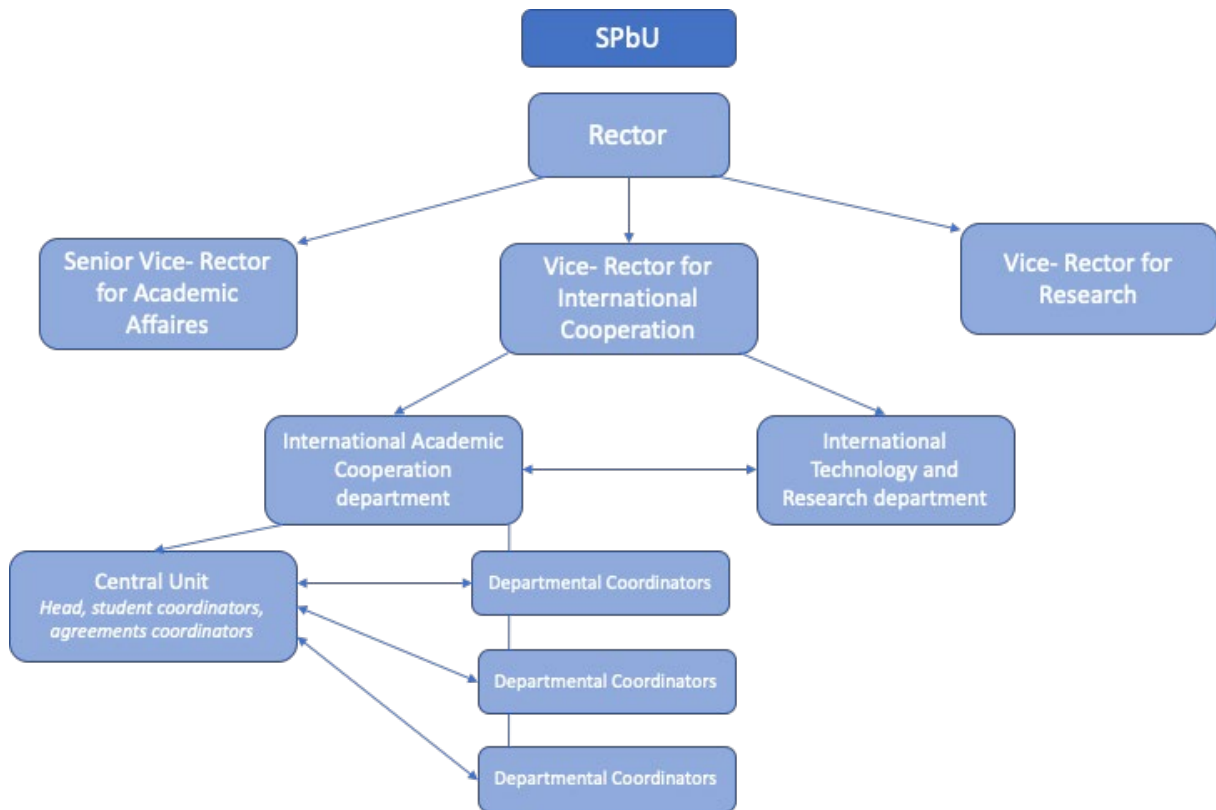 SPbU
Rector
Senior Vice- Rector
for Academic
Affaires
Vice- Rector for
International
Cooperation
Vice- Rector for
Research
International Academic
Cooperation
department
International
Technology and
Research department
Central Unit
Head, student coordinators,
agreements coordinators
Departmental Coordinators
Departmental Coordinators
Departmental Coordinators